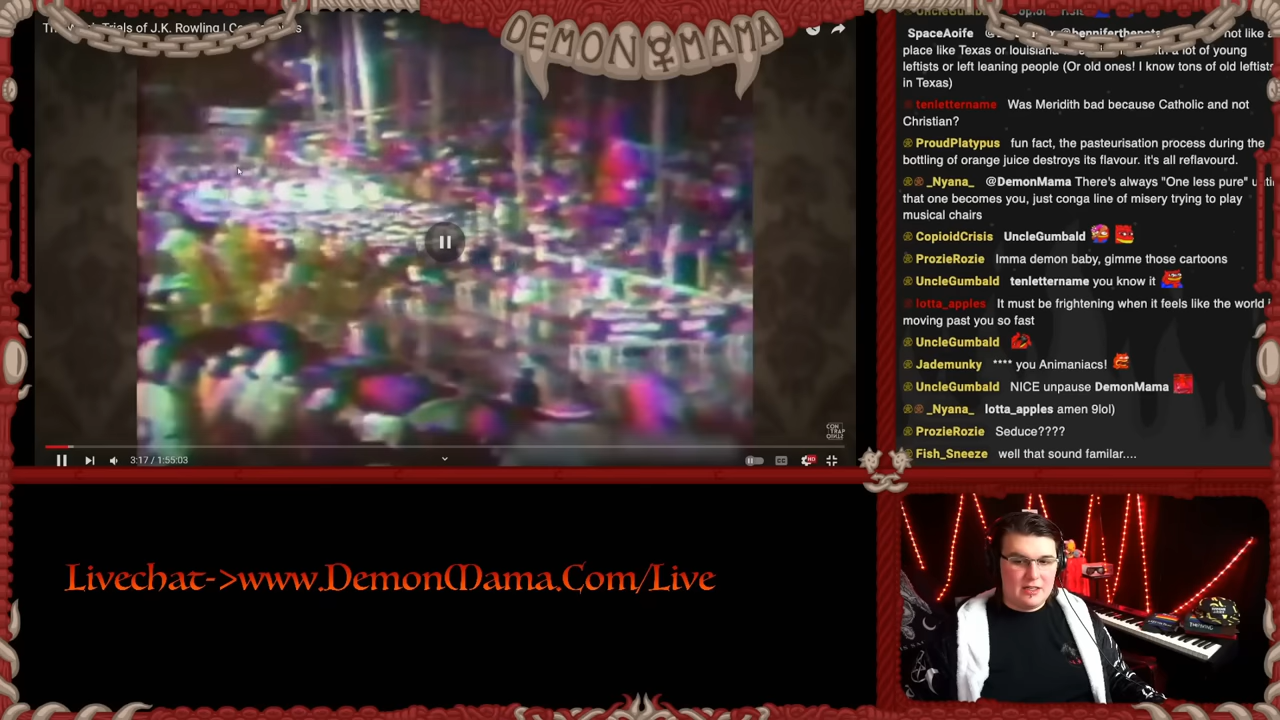 Trials of J.K. Rowling |
DEMON MAMA
SpaceAoife
not like a
place like Texas or louisiana
a lot of young
leftists or left leaning people (Or old ones! I know tons of old leftists
in Texas)
tenlettername Was Meridith bad because Catholic and not
Christian?
ProudPlatypus fun fact, the pasteurisation process during the
bottling of orange juice destroys its flavour. it's all reflavoured.
_Nyana_ @DemonMama There's always "One less pure" until
that one becomes you, just conga line of misery trying to play
musical chairs
CopioidCrisis UncleGumbald
ProzieRozie Imma demon baby, gimme those cartoons
UncleGumbald tenlettername you know it
lotta_apples It must be frightening when it feels like the world i
moving past you so fast
UncleGumbald
Jademunky **** you Animaniacs!
UncleGumbald NICE unpause DemonMama
_Nyana_ lotta_apples amen 9lol)
ProzieRozie Seduce????
Fish_Sneeze well that sound familar....
3:17 / 1:55:03
CC
HD
Livechat->www.DemonMama.Com/Live